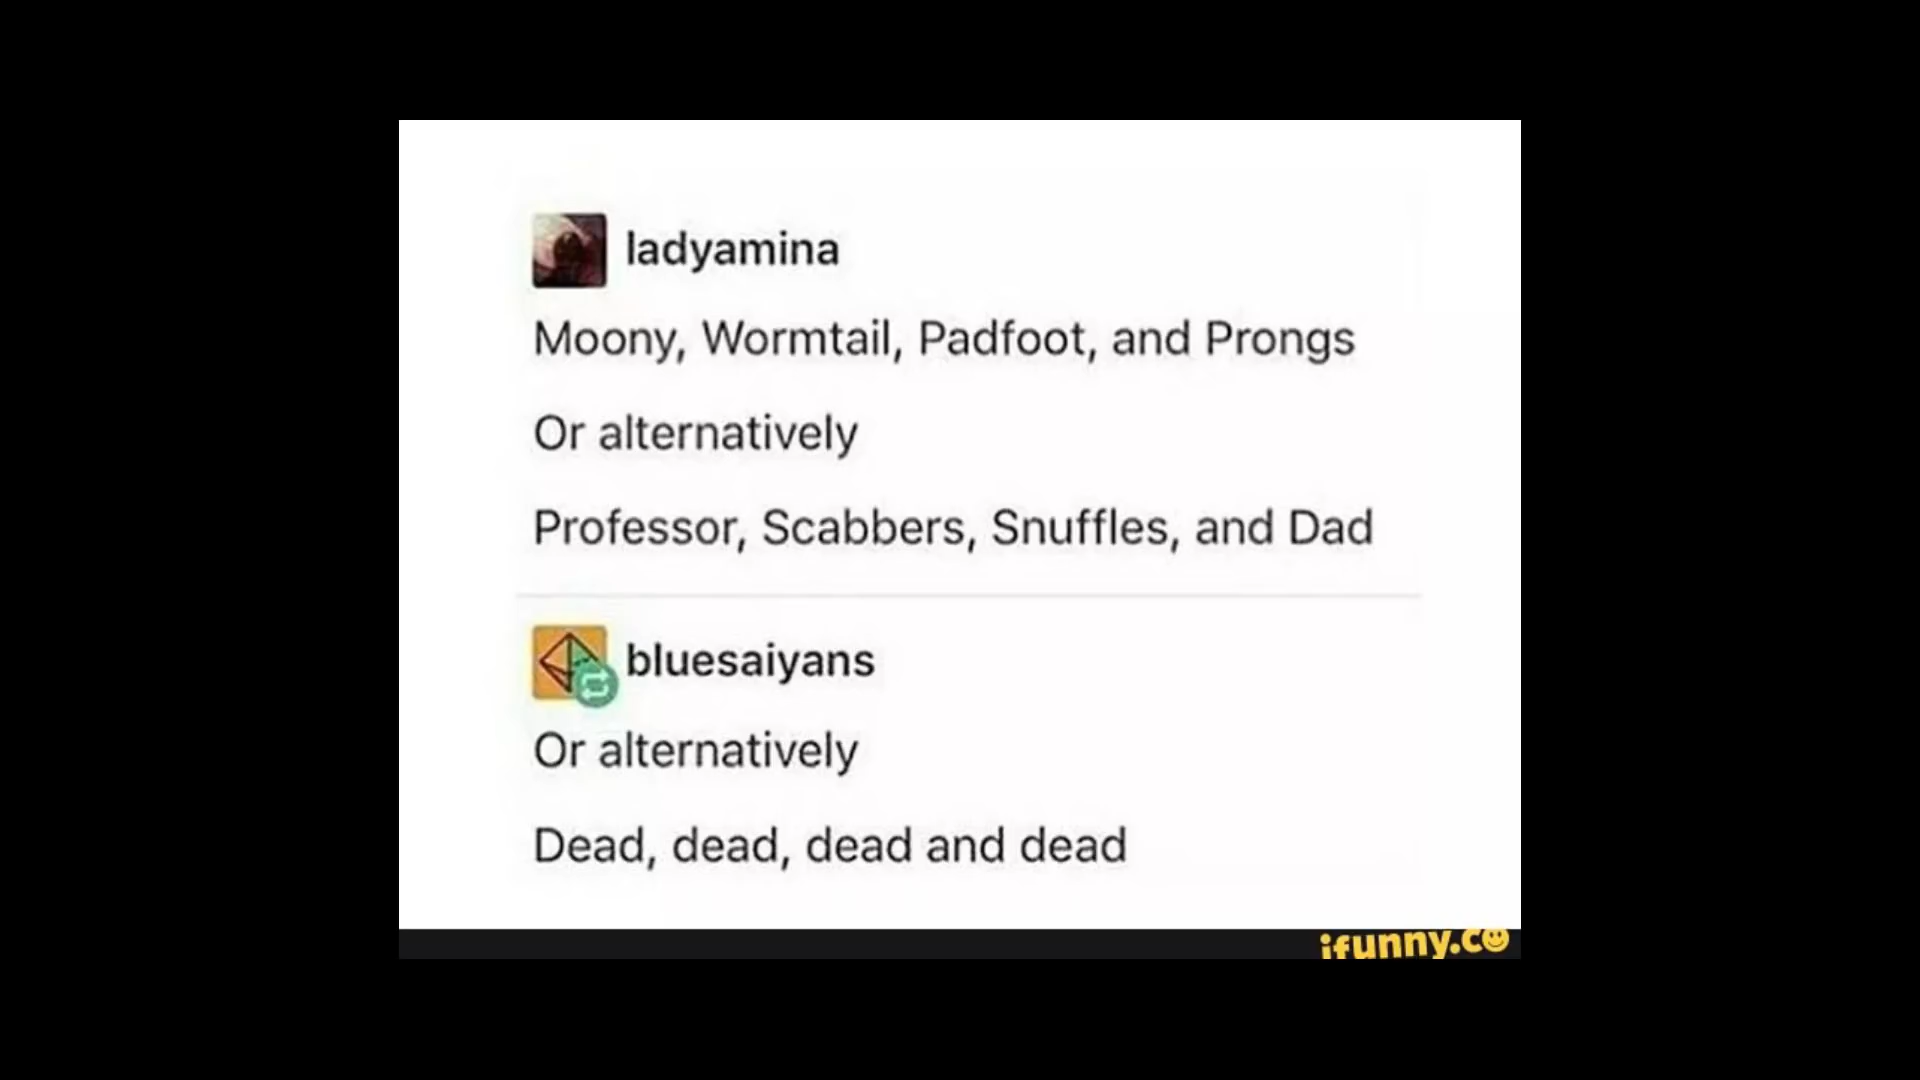 ladyamina
Moony, Wormtail, Padfoot, and Prongs
Or alternatively
Professor, Scabbers, Snuffles, and Dad
bluesaiyans
Or alternatively
Dead, dead, dead and dead
ifunny.co